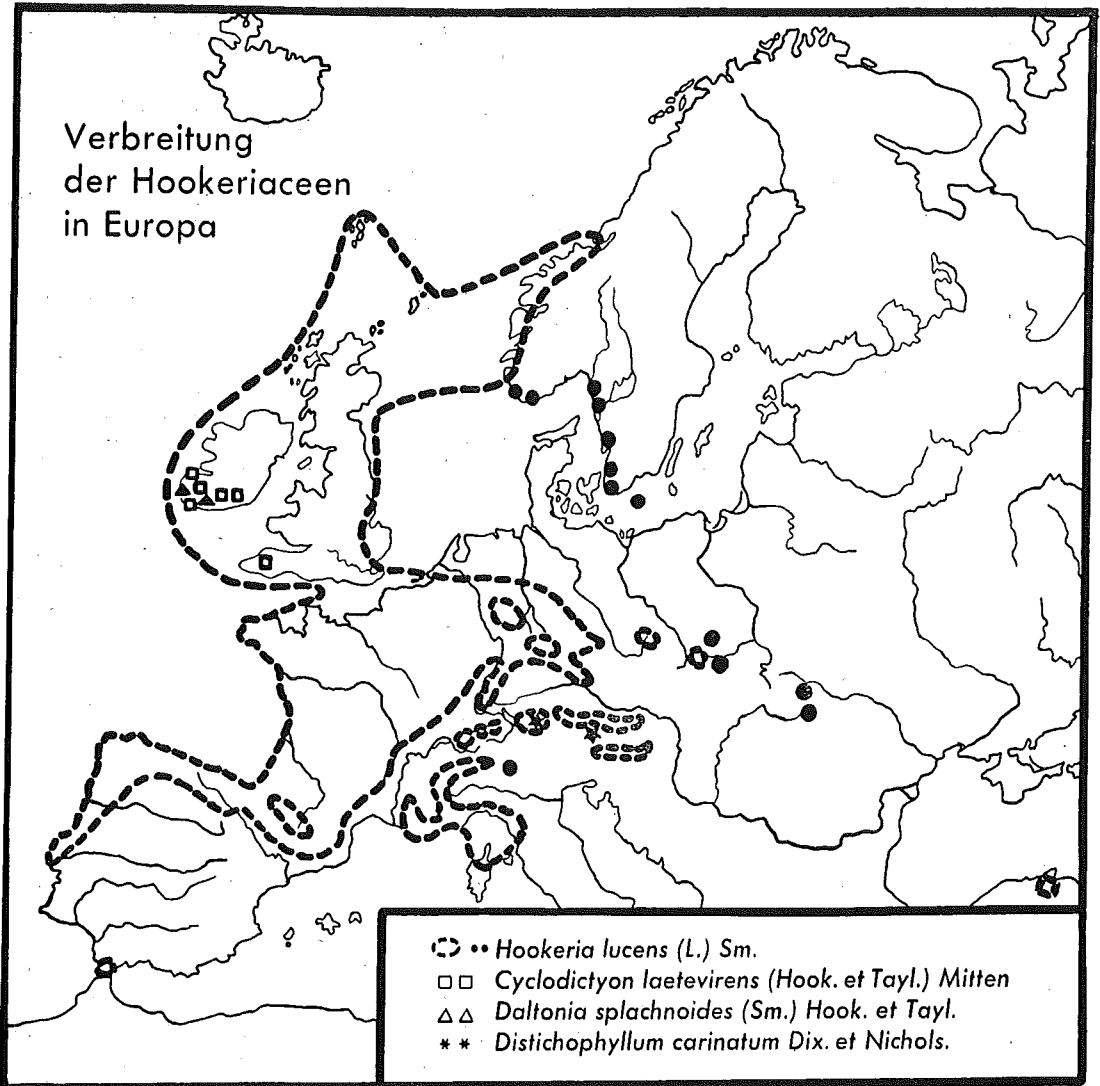 Verbreitung
der Hookeriaceen
in Europa
Hookeria lucens (L.) Sm.
Cyclodictyon laetevirens (Hook. et Tayl.) Mitten
Daltonia splachnoides (Sm.) Hook. et Tayl.
Distichophyllum carinatum Dix. et Nichols.